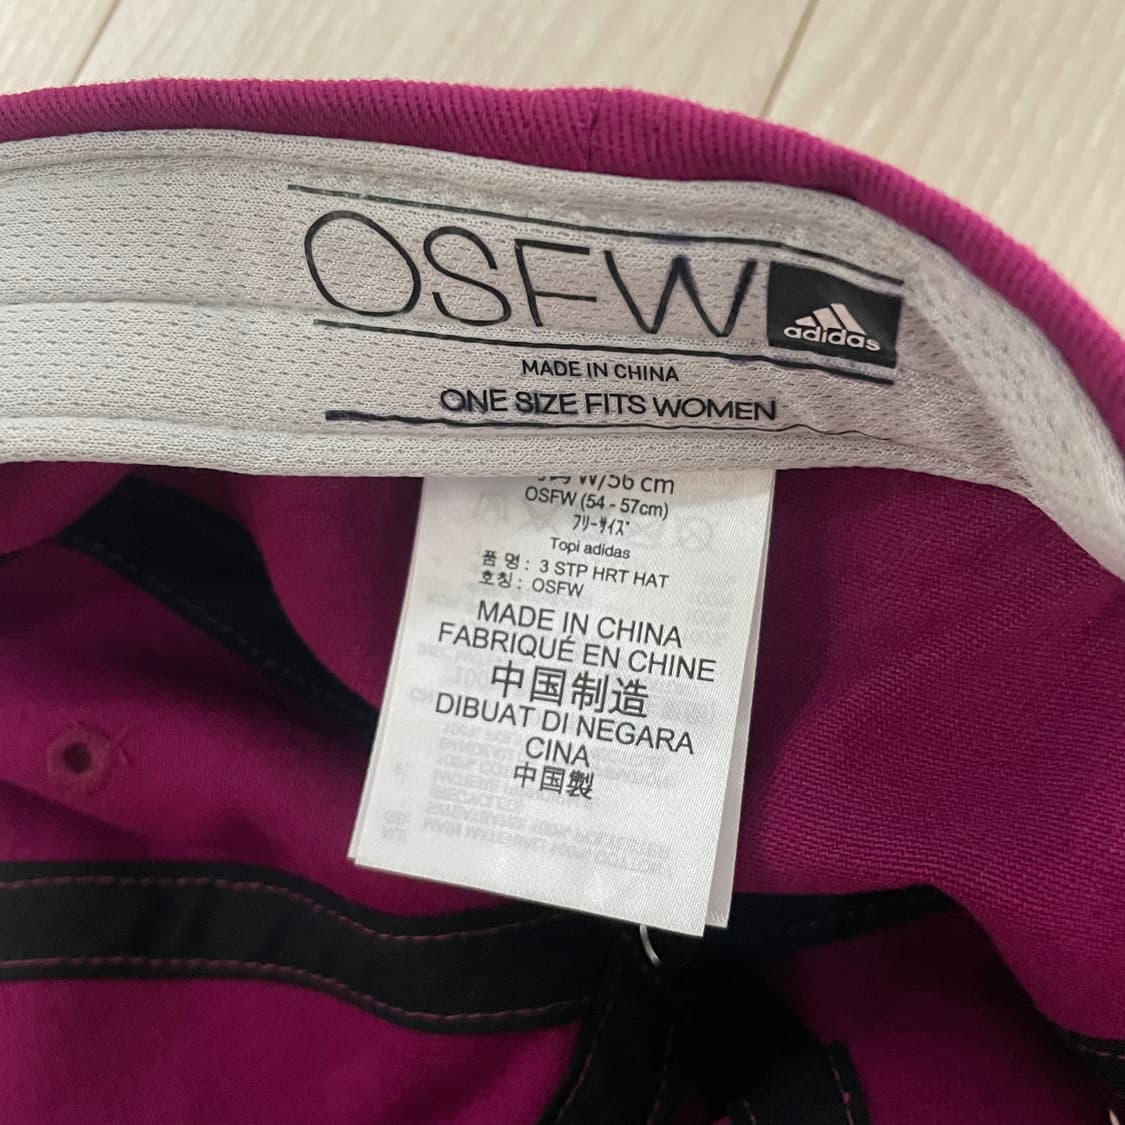 OSFW
adidas
MADE IN CHINA
ONE SIZE FITS WOMEN
W/56 cm
OSFW (54 - 57cm)
ﾌﾘｰｻｲｽﾞ
Topi adidas
품 명 : 3 STP HRT HAT
호칭 : OSFW
MADE IN CHINA
FABRIQUÉ EN CHINE
中国制造
DIBUAT DI NEGARA
CINA
中国製